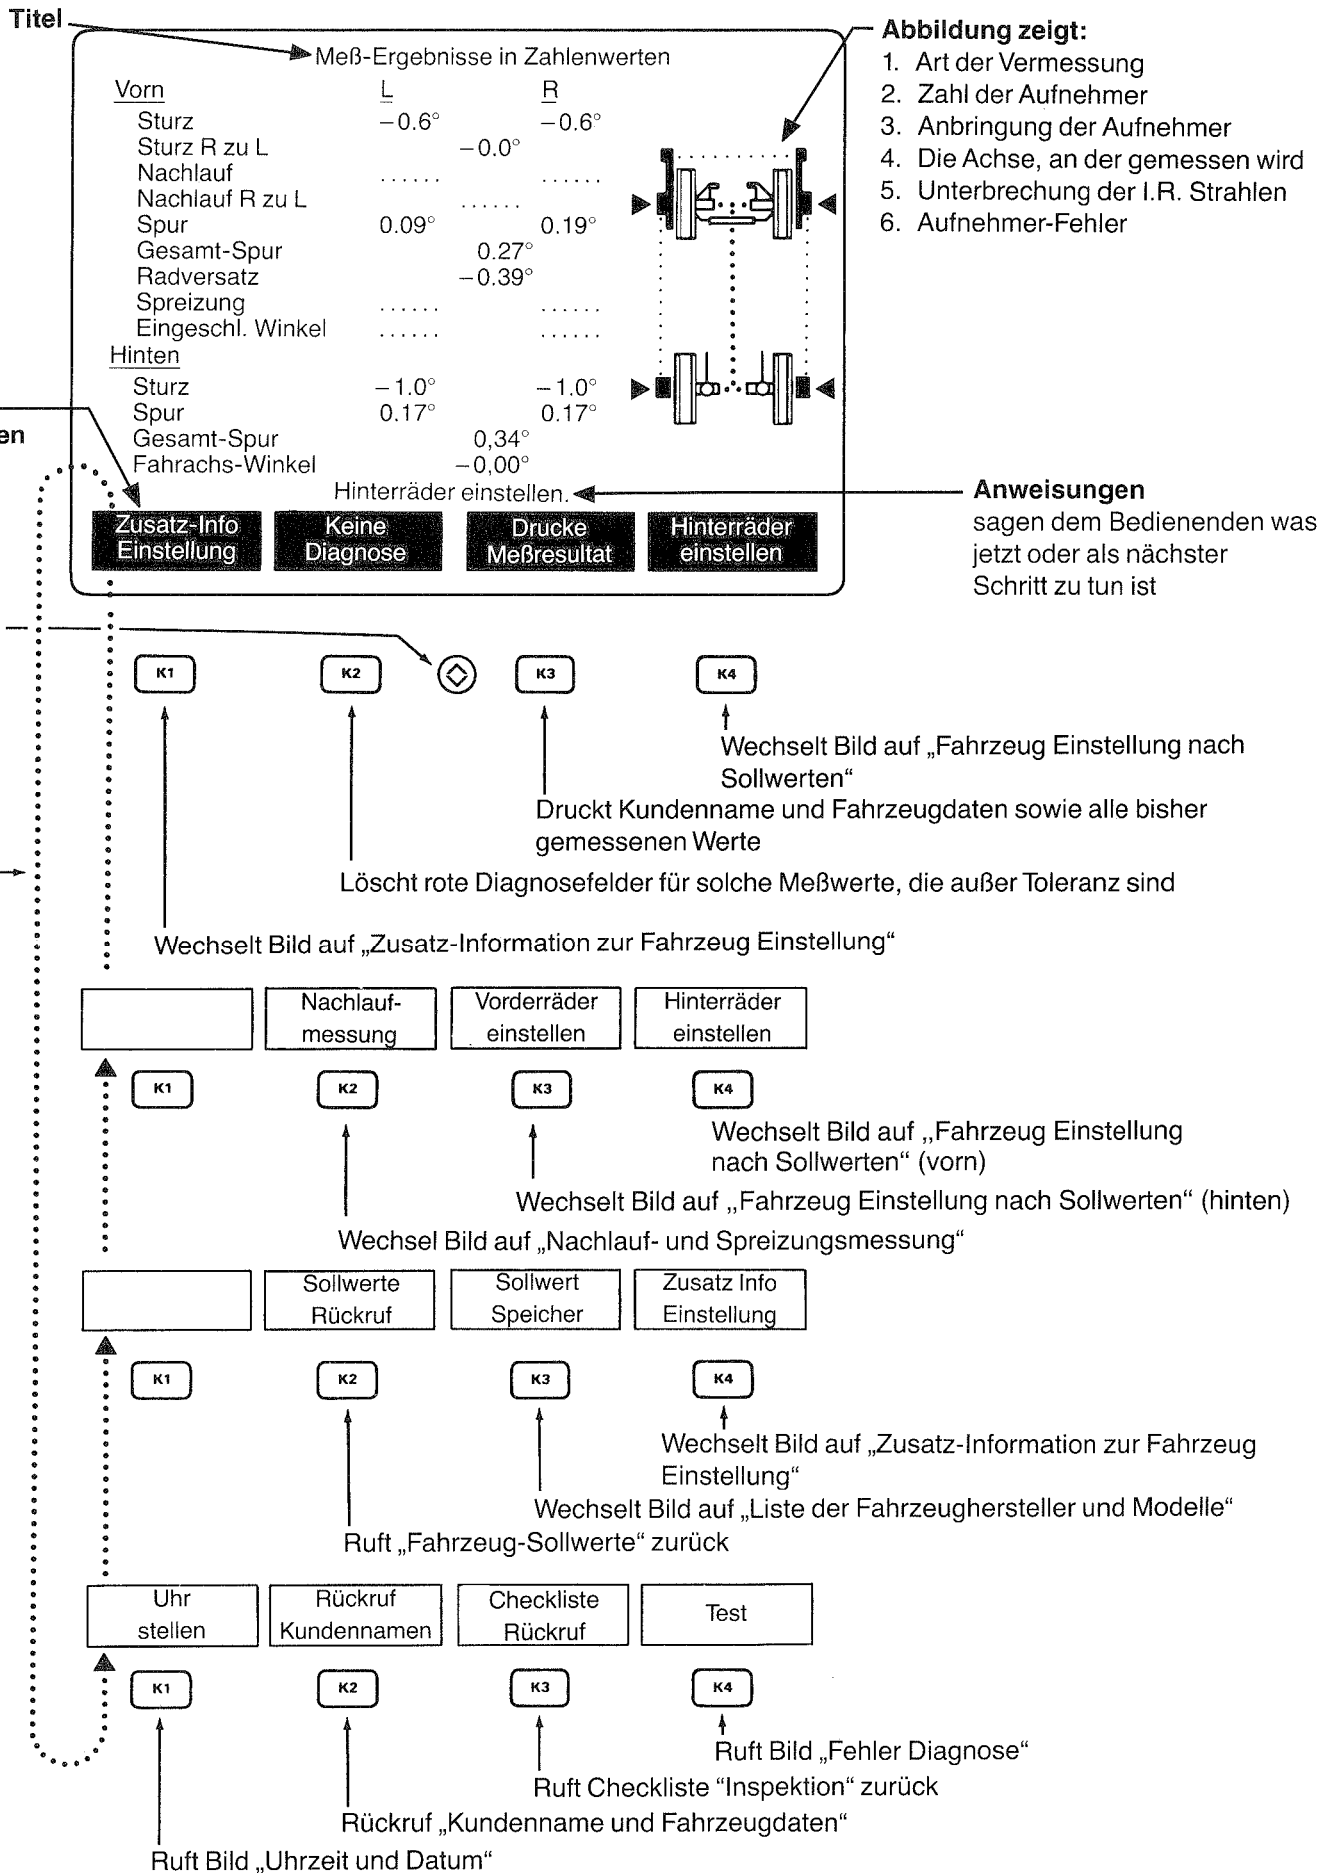 Titel
Meß-Ergebnisse in Zahlenwerten
Vorn L R
Sturz −0.6° −0.6°
Sturz R zu L −0.0°
Nachlauf ...... ......
Nachlauf R zu L ......
Spur 0.09° 0.19°
Gesamt-Spur 0.27°
Radversatz −0.39°
Spreizung ...... ......
Eingeschl. Winkel ...... ......
Hinten
Sturz −1.0° −1.0°
Spur 0.17° 0.17°
Gesamt-Spur 0,34°
Fahrachs-Winkel −0,00°
Hinterräder einstellen.
Zusatz-Info Einstellung
Keine Diagnose
Drucke Meßresultat
Hinterräder einstellen
Abbildung zeigt:
1. Art der Vermessung
2. Zahl der Aufnehmer
3. Anbringung der Aufnehmer
4. Die Achse, an der gemessen wird
5. Unterbrechung der I.R. Strahlen
6. Aufnehmer-Fehler
en
Anweisungen
sagen dem Bedienenden was
jetzt oder als nächster
Schritt zu tun ist
K1 K2 K3 K4
Wechselt Bild auf „Fahrzeug Einstellung nach
Sollwerten“
Druckt Kundenname und Fahrzeugdaten sowie alle bisher
gemessenen Werte
Löscht rote Diagnosefelder für solche Meßwerte, die außer Toleranz sind
Wechselt Bild auf „Zusatz-Information zur Fahrzeug Einstellung“
Nachlauf-
messung
Vorderräder
einstellen
Hinterräder
einstellen
K1 K2 K3 K4
Wechselt Bild auf „Fahrzeug Einstellung
nach Sollwerten“ (vorn)
Wechselt Bild auf „Fahrzeug Einstellung nach Sollwerten“ (hinten)
Wechsel Bild auf „Nachlauf- und Spreizungsmessung“
Sollwerte
Rückruf
Sollwert
Speicher
Zusatz Info
Einstellung
K1 K2 K3 K4
Wechselt Bild auf „Zusatz-Information zur Fahrzeug
Einstellung“
Wechselt Bild auf „Liste der Fahrzeughersteller und Modelle“
Ruft „Fahrzeug-Sollwerte“ zurück
Uhr
stellen
Rückruf
Kundennamen
Checkliste
Rückruf
Test
K1 K2 K3 K4
Ruft Bild „Fehler Diagnose“
Ruft Checkliste “Inspektion“ zurück
Rückruf „Kundenname und Fahrzeugdaten“
Ruft Bild „Uhrzeit und Datum“